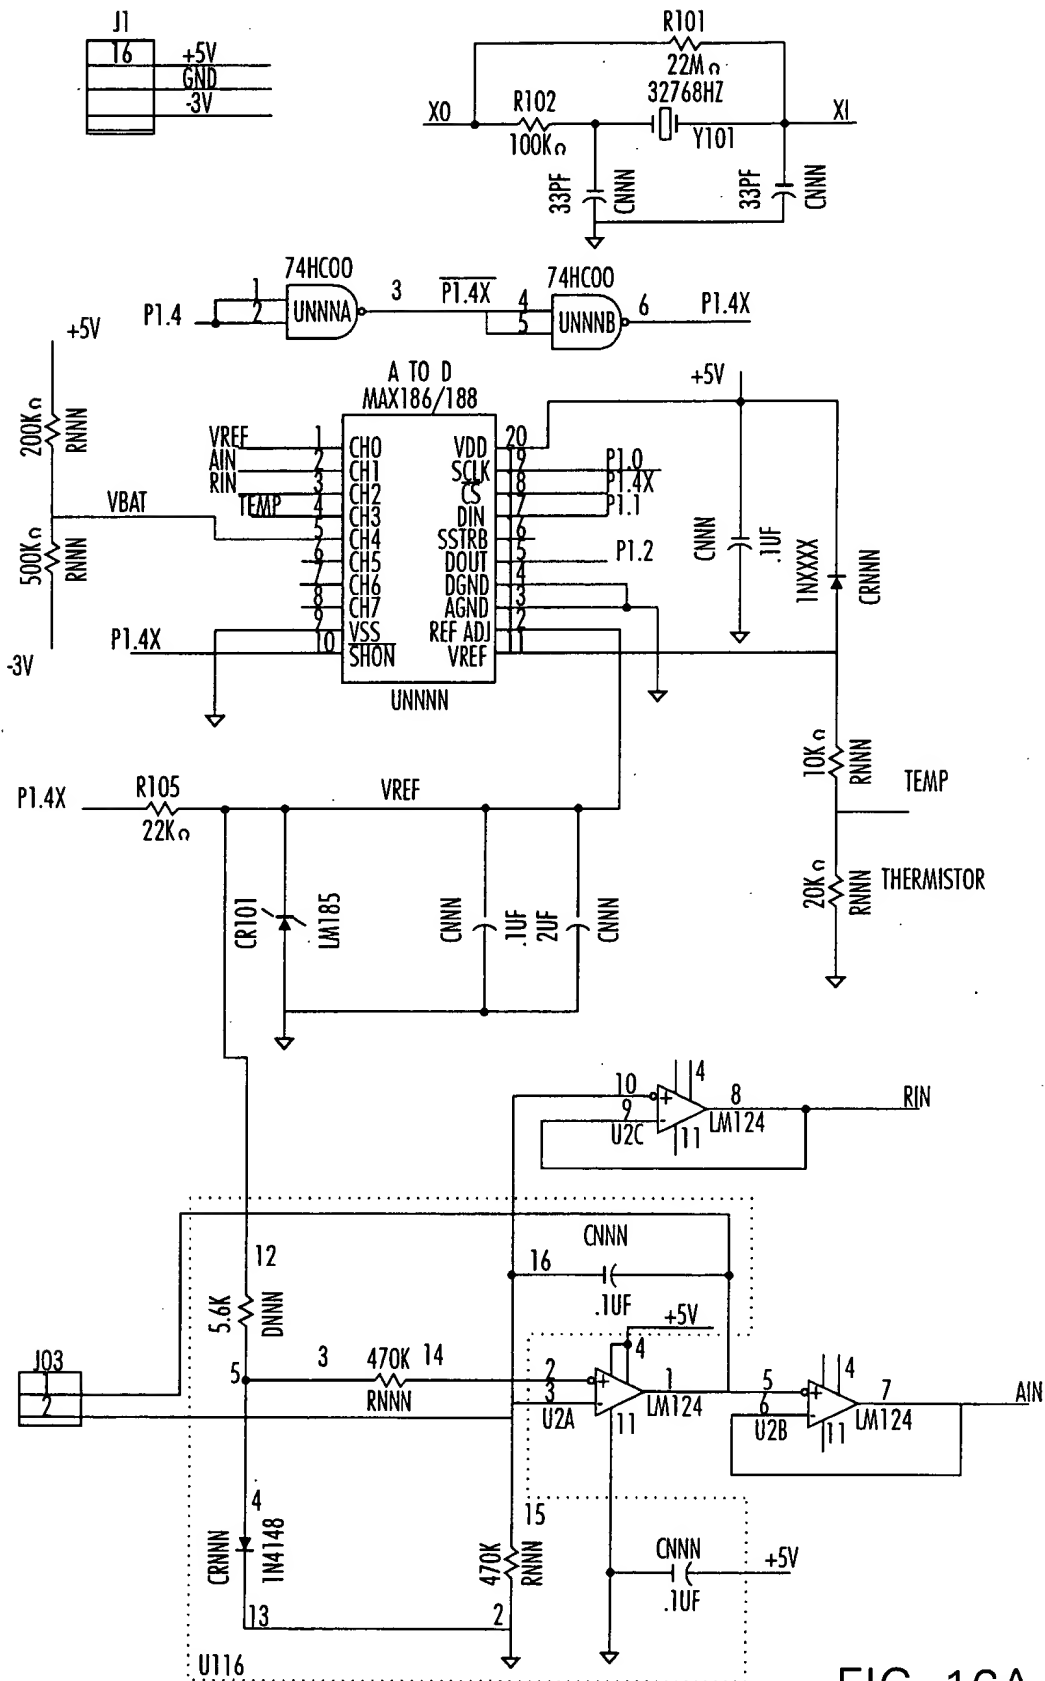 J1
16
+5V
GND
-3V
R101
22MΩ
32768HZ
XO
R102
100KΩ
Y101
XI
33PF
CNNN
33PF
CNNN
74HC00
1
2
P1.4
UNNNA
3
P1.4X
74HC00
4
5
UNNNB
6
P1.4X
+5V
200KΩ
RNNN
VBAT
500KΩ
RNNN
-3V
A TO D
MAX186/188
VREF 1 CH0
AIN 2 CH1
RIN 3 CH2
TEMP 4 CH3
5 CH4
6 CH5
7 CH6
8 CH7
9 VSS
P1.4X 10 SHON
VDD 20
SCLK P1.0
CS 8 P1.4X
DIN 7 P1.1
SSTRB 6
DOUT 5 P1.2
DGND 4
AGND 3
REF ADJ 2
VREF 11
UNNNN
+5V
CNNN
.1UF
1NXXXX
CRNNN
10KΩ
RNNN
TEMP
20KΩ
RNNN
THERMISTOR
P1.4X
R105
22KΩ
VREF
CR101
LM185
CNNN
.1UF
2UF
CNNN
10
9
U2C
4
11
8
LM124
RIN
12
5.6K
DNNN
16
CNNN
.1UF
+5V
J03
1
2
5
3
470K
RNNN
14
2
3
U2A
4
11
1
LM124
5
6
U2B
4
11
7
LM124
AIN
4
CRNNN
1N4148
13
15
470K
RNNN
2
CNNN
.1UF
+5V
U116